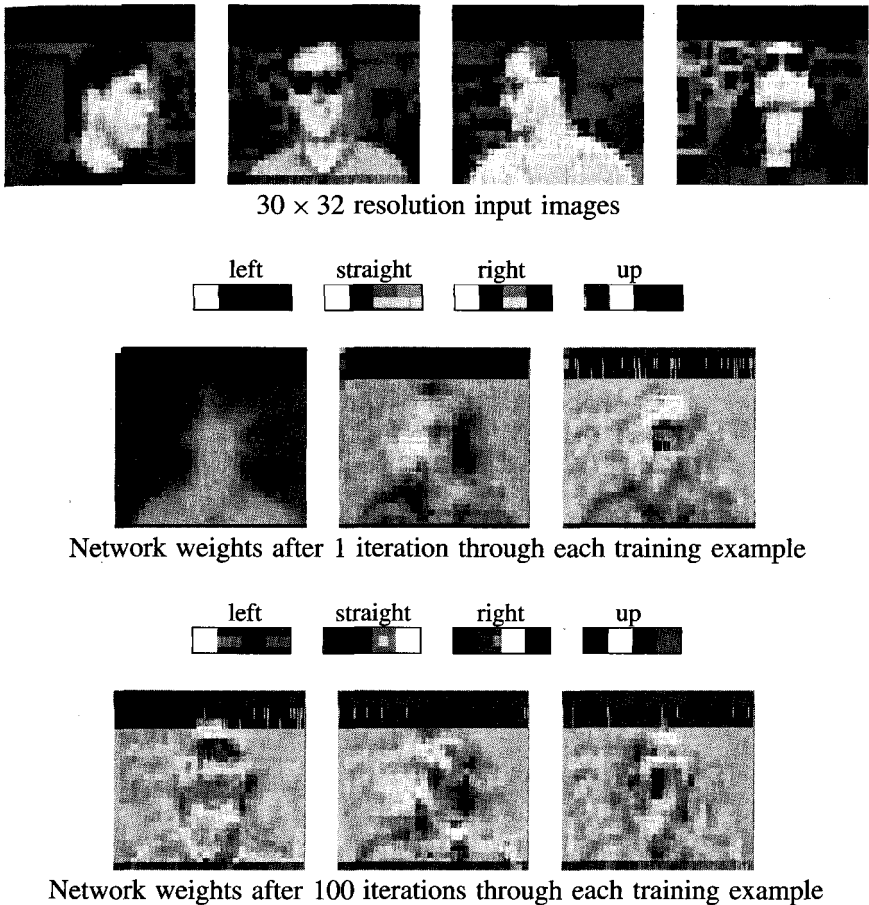 30 × 32 resolution input images
left straight right up
Network weights after 1 iteration through each training example
left straight right up
Network weights after 100 iterations through each training example